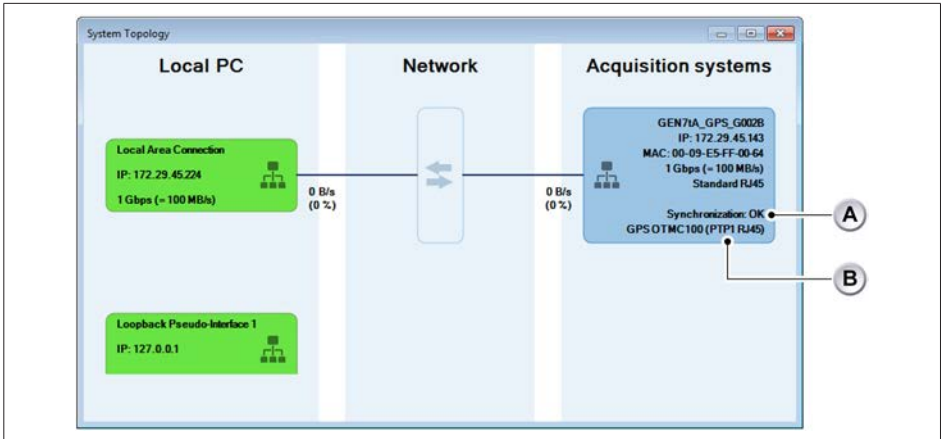 System Topology
Local PC
Network
Acquisition systems
Local Area Connection
IP: 172.29.45.224
1 Gbps (= 100 MB/s)
0 B/s
(0 %)
0 B/s
(0 %)
GEN7tA_GPS_G002B
IP: 172.29.45.143
MAC: 00-09-E5-FF-00-64
1 Gbps (= 100 MB/s)
Standard RJ45
Synchronization: OK
GPS OTMC100 (PTP1 RJ45)
A
B
Loopback Pseudo-Interface 1
IP: 127.0.0.1